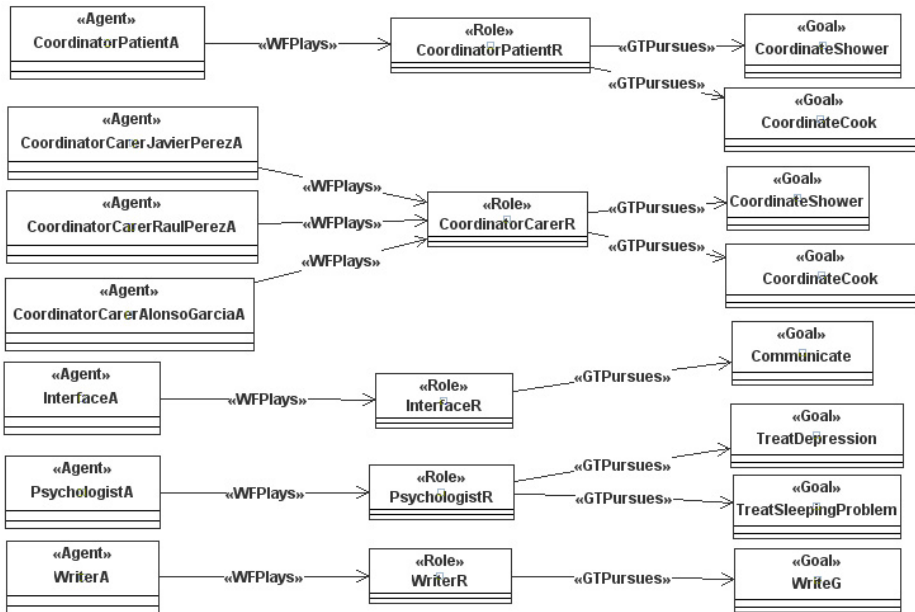 «Agent»
CoordinatorPatientA
«WFPlays»
«Role»
CoordinatorPatientR
«GTPursues»
«Goal»
CoordinateShower
«GTPursues»
«Goal»
CoordinateCook
«Agent»
CoordinatorCarerJavierPerezA
«WFPlays»
«Agent»
CoordinatorCarerRaulPerezA
«WFPlays»
«Agent»
CoordinatorCarerAlonsoGarciaA
«WFPlays»
«Role»
CoordinatorCarerR
«GTPursues»
«Goal»
CoordinateShower
«GTPursues»
«Goal»
CoordinateCook
«Agent»
InterfaceA
«WFPlays»
«Role»
InterfaceR
«GTPursues»
«Goal»
Communicate
«Agent»
PsychologistA
«WFPlays»
«Role»
PsychologistR
«GTPursues»
«Goal»
TreatDepression
«GTPursues»
«Goal»
TreatSleepingProblem
«Agent»
WriterA
«WFPlays»
«Role»
WriterR
«GTPursues»
«Goal»
WriteG